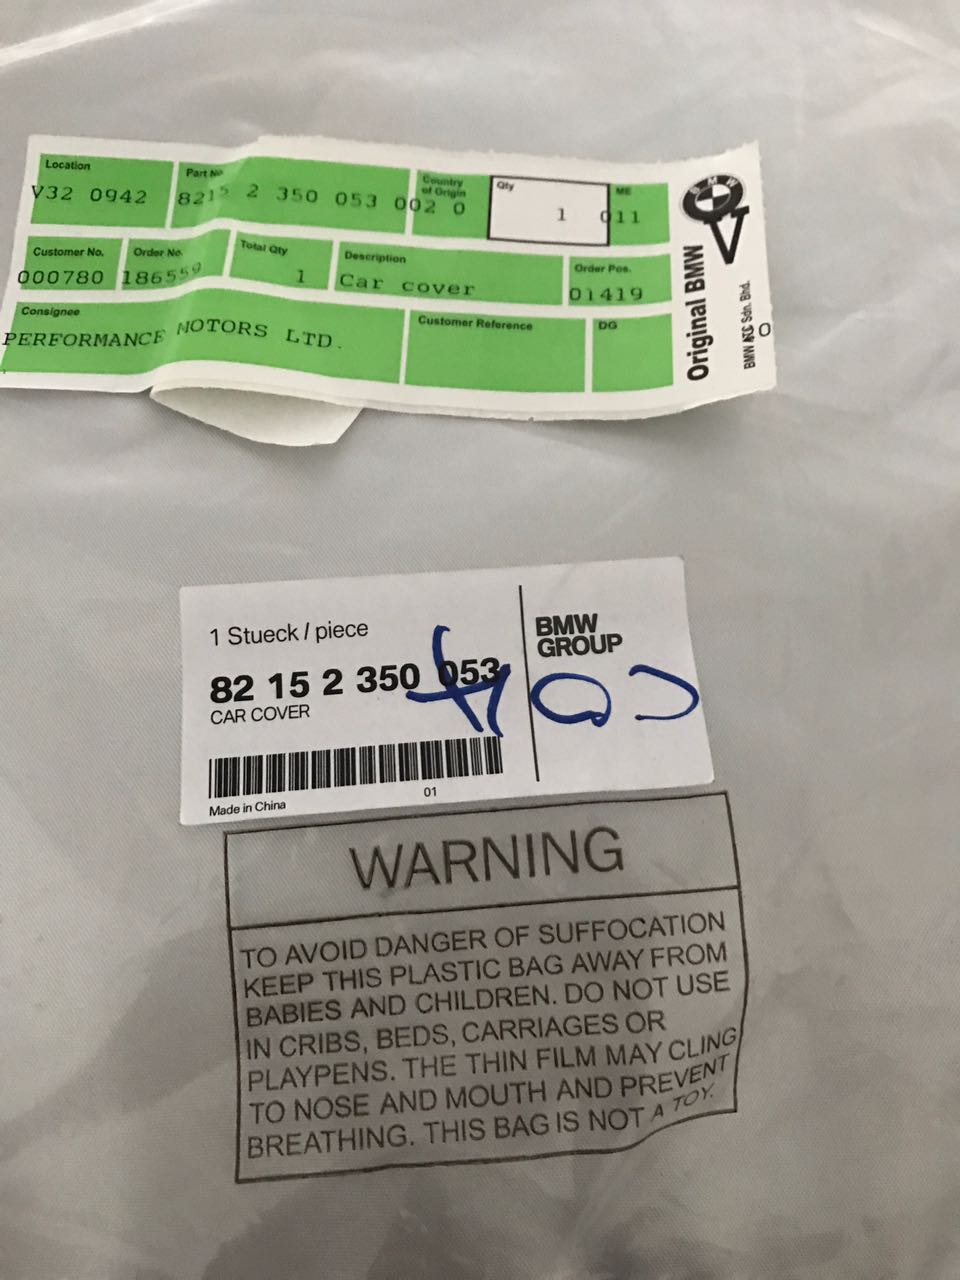 Location
V32 0942
Part No
8215 2 350 053 002 0
Country
of Origin
Qty
1
ME
011
Customer No.
000780
Order No.
186559
Total Qty
1
Description
Car cover
Order Pos.
01419
Consignee
PERFORMANCE MOTORS LTD.
Customer Reference
DG
BMW
V
Original BMW
Sdn. Bhd.
O
1 Stueck / piece
82 15 2 350 053
CAR COVER
Made in China
01
BMW
GROUP
WARNING
TO AVOID DANGER OF SUFFOCATION
KEEP THIS PLASTIC BAG AWAY FROM
BABIES AND CHILDREN. DO NOT USE
IN CRIBS, BEDS, CARRIAGES OR
PLAYPENS. THE THIN FILM MAY CLING
TO NOSE AND MOUTH AND PREVENT
BREATHING. THIS BAG IS NOT A TOY.